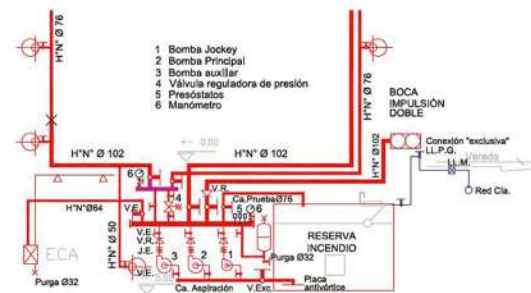 H°N° Ø 76
1 Bomba Jockey
2 Bomba Principal
3 Bomba auxiliar
4 Válvula reguladora de presión
5 Presóstatos
6 Manómetro
H°N° Ø 76
BOCA
IMPULSIÓN
DOBLE
+- 0.00
H°N° Ø102
Conexión "exclusiva"
LL.P.G.
Vereda
LL.M.
Red Cía.
H°N° Ø 102
H°N° Ø 102
6
V.R.
Ca.PruebaØ76
4
5
6
V.E.
H°N°Ø64
H°N° Ø 50
ECA
V.E.
V.R.
J.E.
V.E.
3
2
1
RESERVA
INCENDIO
Purga Ø32
Purga Ø32
Ca. Aspiración
V.Exc.
Placa
antivórtice